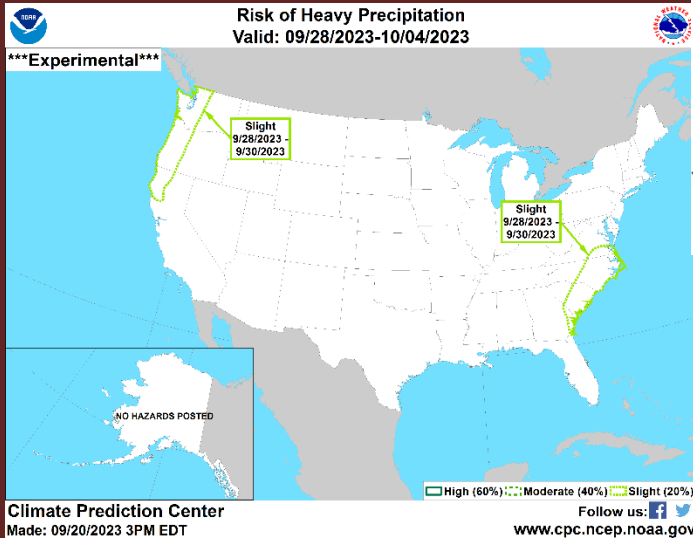 NOAA
Risk of Heavy Precipitation
Valid: 09/28/2023-10/04/2023
***Experimental***
Slight
9/28/2023 -
9/30/2023
Slight
9/28/2023 -
9/30/2023
NO HAZARDS POSTED
High (60%) Moderate (40%) Slight (20%)
Climate Prediction Center
Made: 09/20/2023 3PM EDT
Follow us:
www.cpc.ncep.noaa.gov